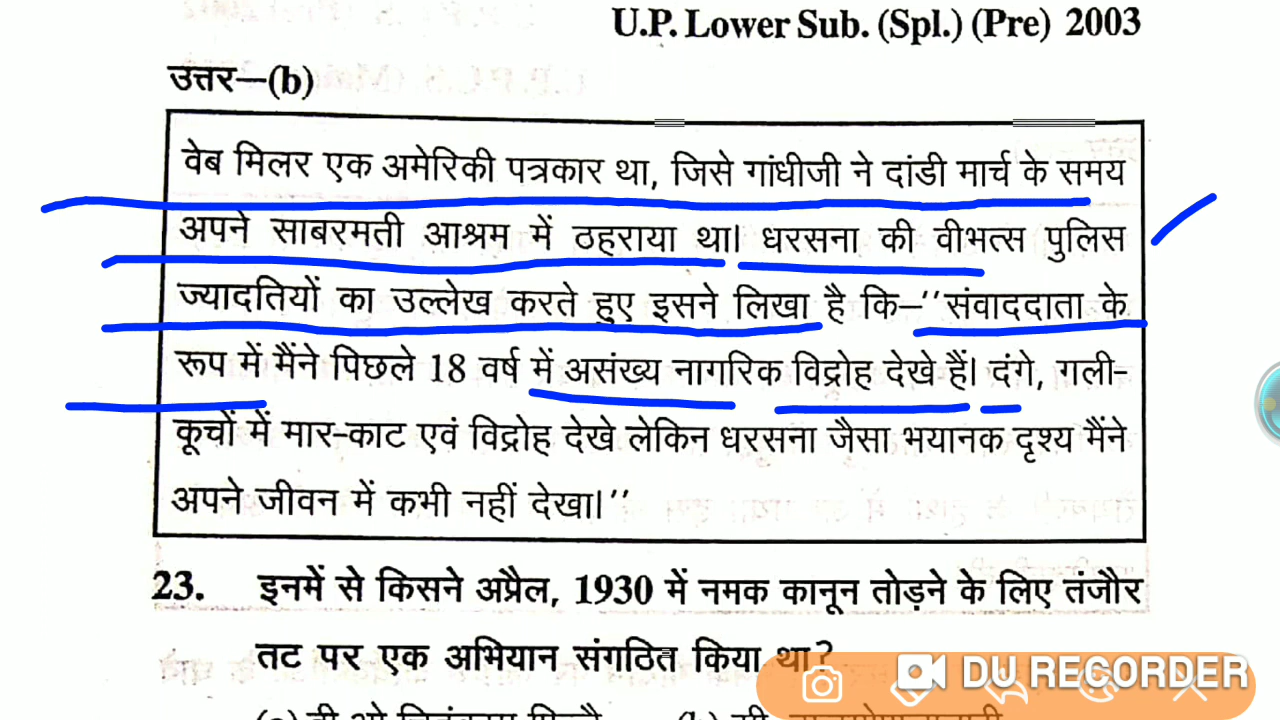 U.P. Lower Sub. (Spl.) (Pre) 2003
उत्तर—(b)
वेब मिलर एक अमेरिकी पत्रकार था, जिसे गांधीजी ने दांडी मार्च के समय
अपने साबरमती आश्रम में ठहराया था। धरसना की वीभत्स पुलिस
ज्यादतियों का उल्लेख करते हुए इसने लिखा है कि–''संवाददाता के
रूप में मैंने पिछले 18 वर्ष में असंख्य नागरिक विद्रोह देखे हैं। दंगे, गली-
कूचों में मार-काट एवं विद्रोह देखे लेकिन धरसना जैसा भयानक दृश्य मैंने
अपने जीवन में कभी नहीं देखा।''
23. इनमें से किसने अप्रैल, 1930 में नमक कानून तोड़ने के लिए तंजौर
तट पर एक अभियान संगठित किया था?
DU RECORDER